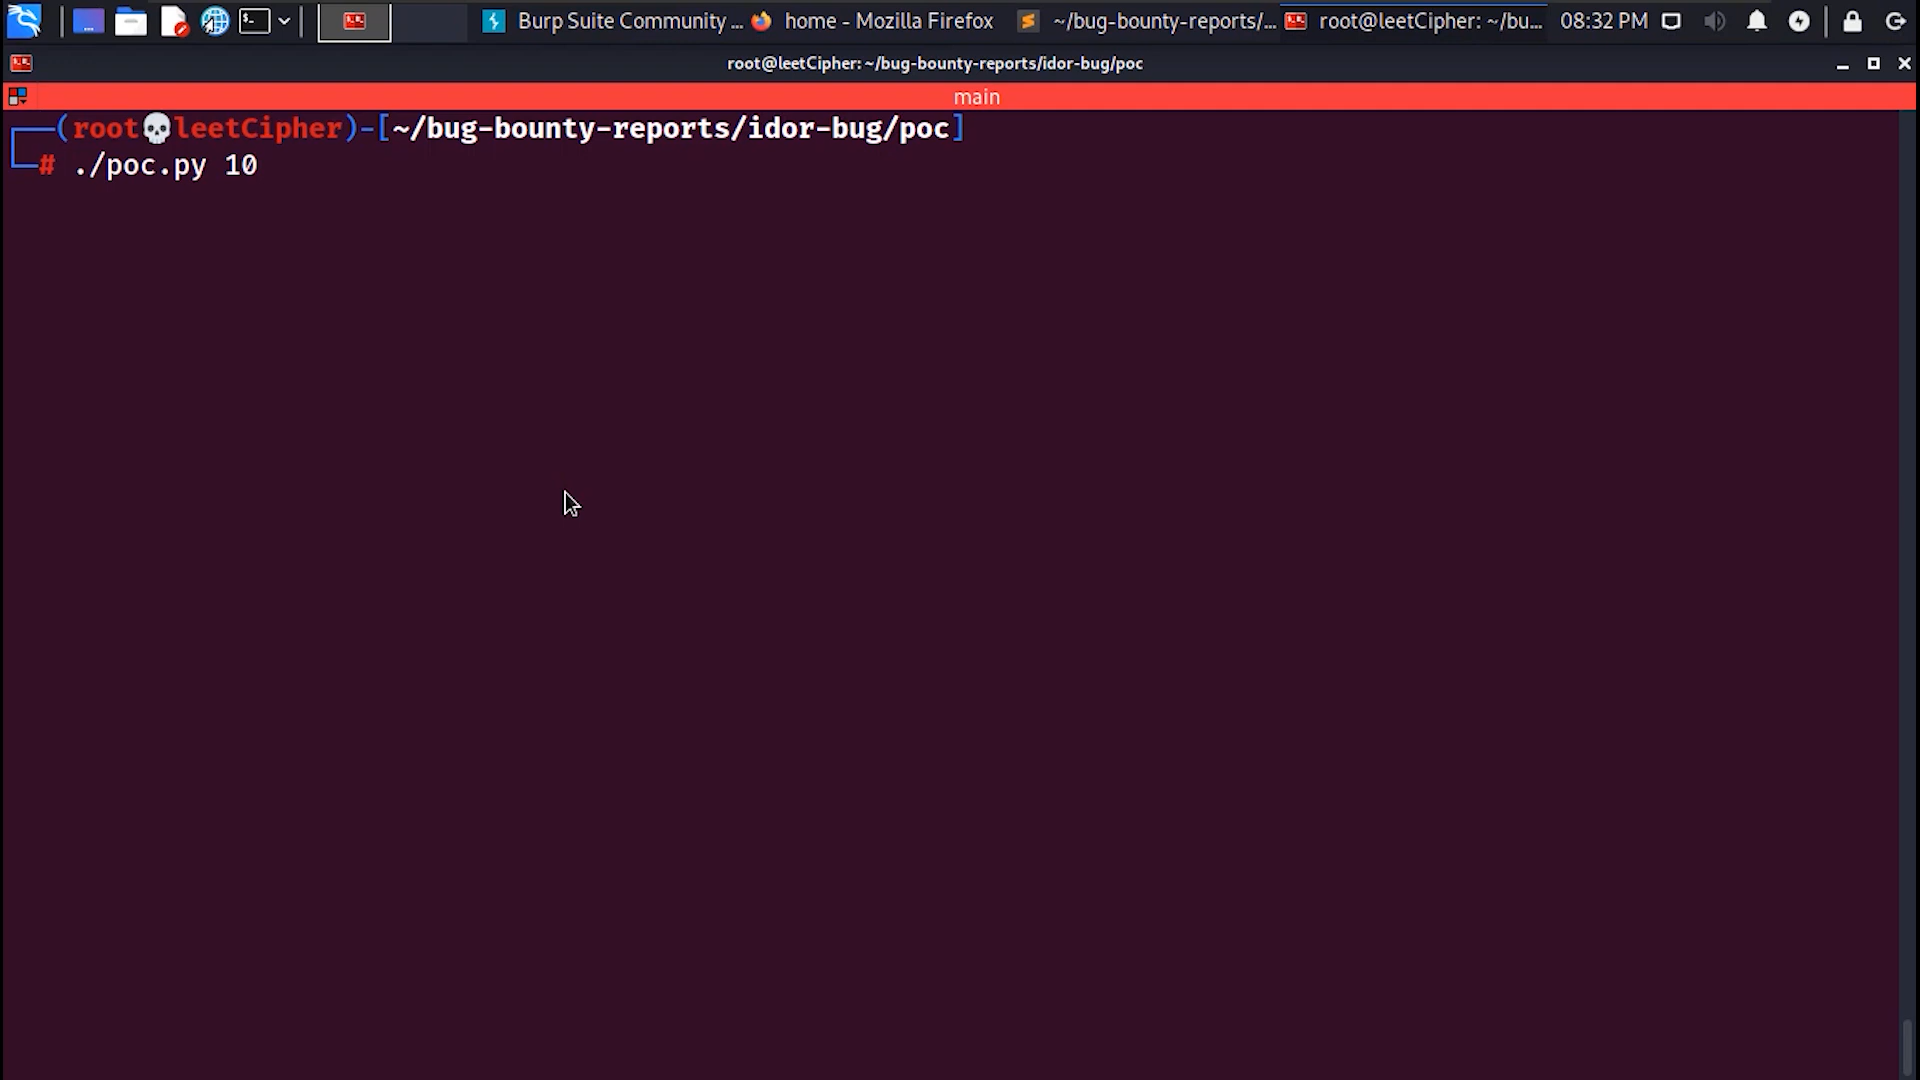 Burp Suite Community ... home - Mozilla Firefox ~/bug-bounty-reports/... root@leetCipher: ~/bu... 08:32 PM
root@leetCipher: ~/bug-bounty-reports/idor-bug/poc
main
(root💀leetCipher)-[~/bug-bounty-reports/idor-bug/poc]
# ./poc.py 10